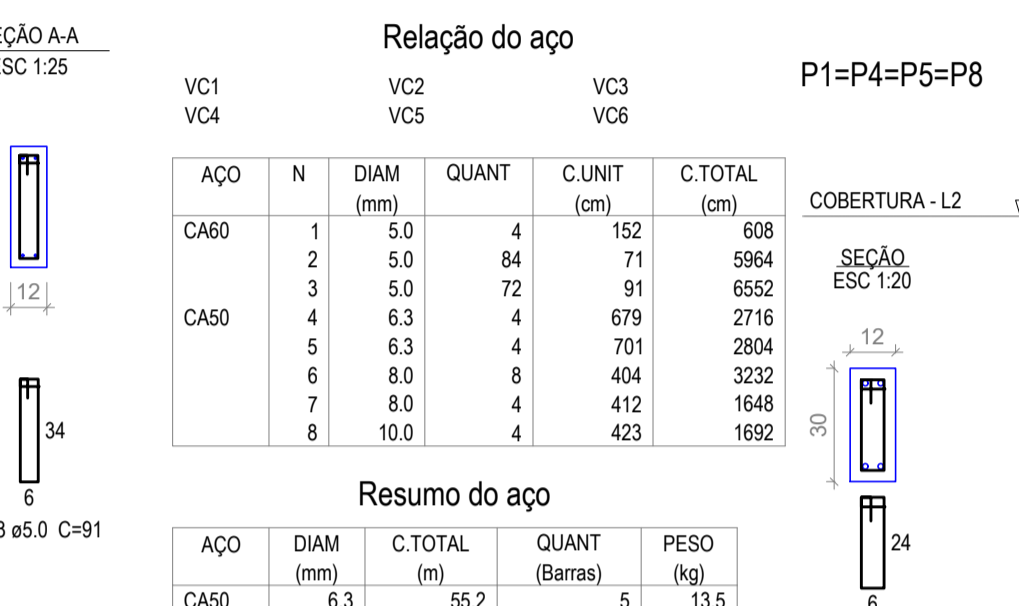 EÇÃO A-A
ESC 1:25
12
34
6
ø5.0 C=91
Relação do aço
VC1 VC2 VC3
VC4 VC5 VC6
AÇO N DIAM QUANT C.UNIT C.TOTAL
(mm) (cm) (cm)
CA60 1 5.0 4 152 608
2 5.0 84 71 5964
3 5.0 72 91 6552
CA50 4 6.3 4 679 2716
5 6.3 4 701 2804
6 8.0 8 404 3232
7 8.0 4 412 1648
8 10.0 4 423 1692
Resumo do aço
AÇO DIAM C.TOTAL QUANT PESO
(mm) (m) (Barras) (kg)
CA50 6.3 55.2 5 13.5
P1=P4=P5=P8
COBERTURA - L2
SEÇÃO
ESC 1:20
12
30
24
6